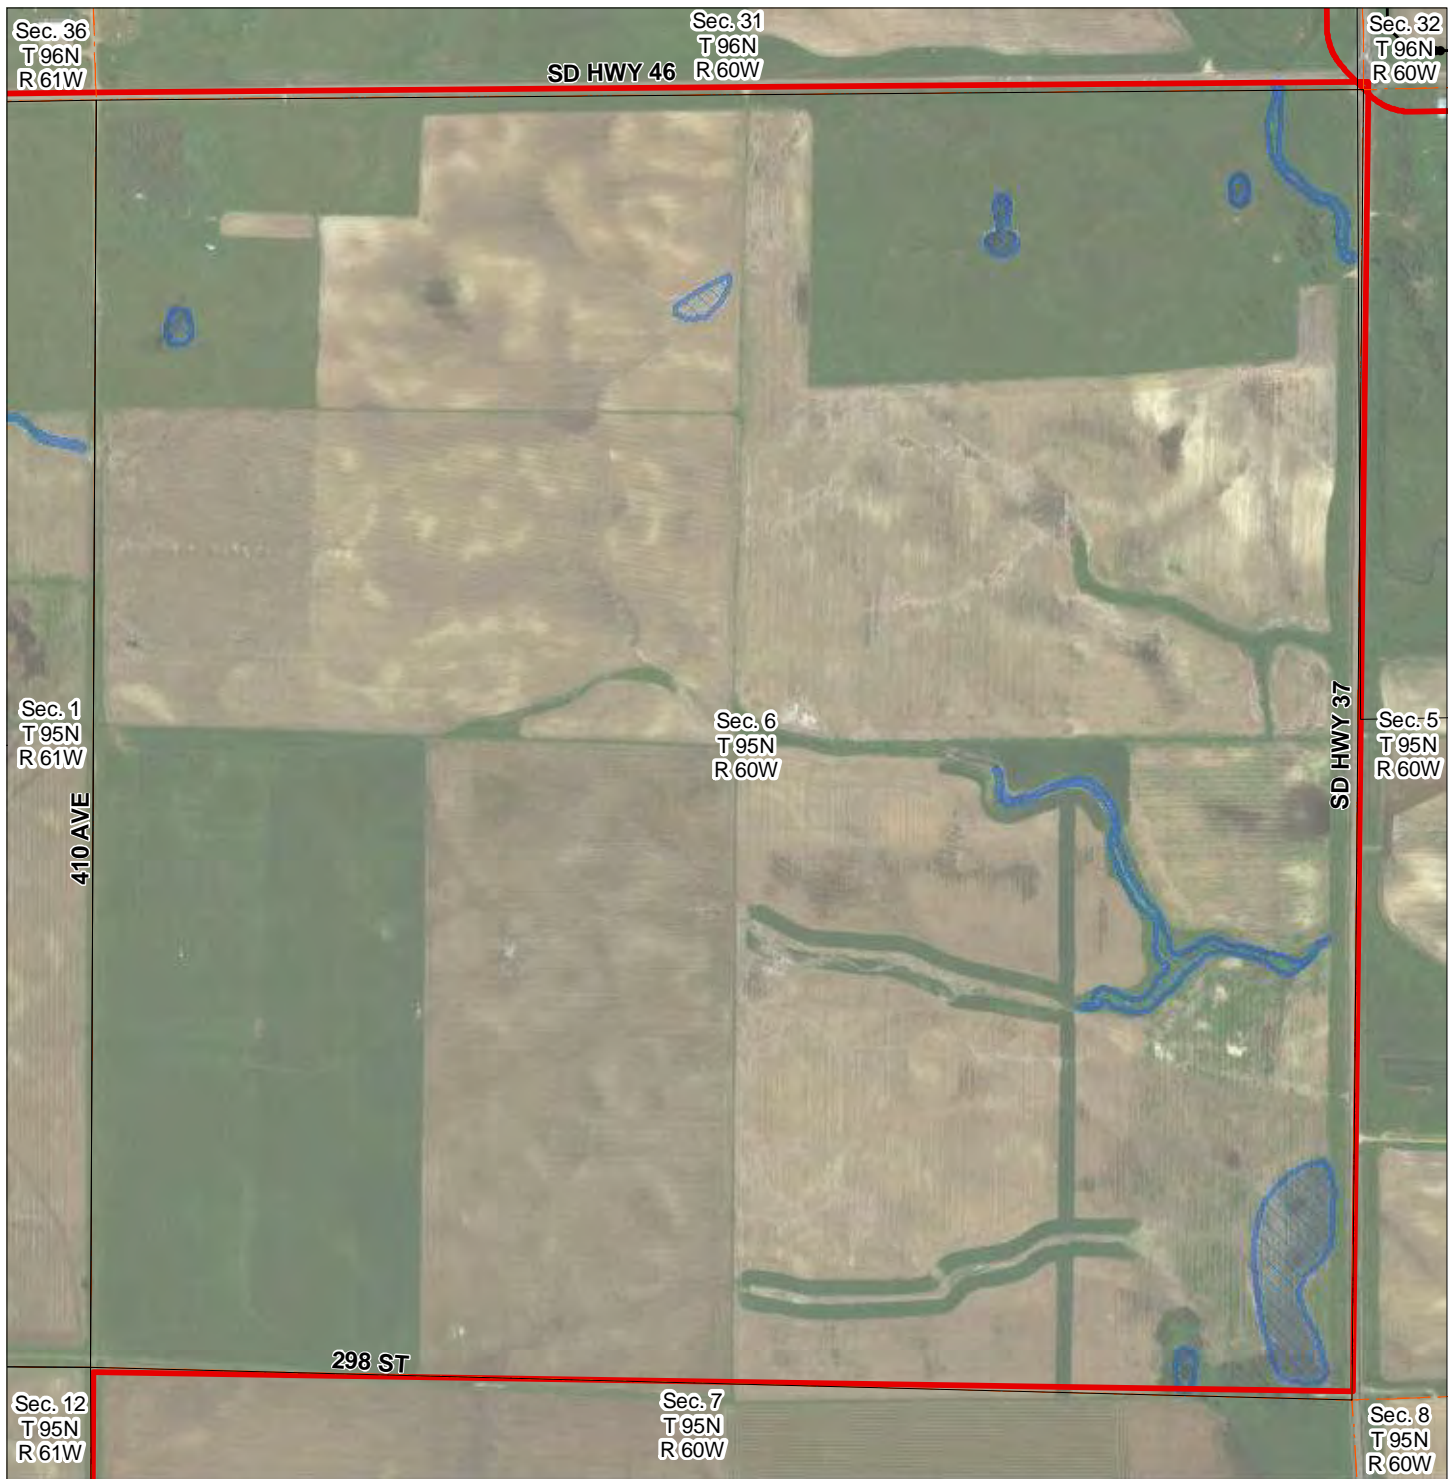 Sec. 36
T 96N
R 61W
Sec. 31
T 96N
R 60W
Sec. 32
T 96N
R 60W
SD HWY 46
Sec. 1
T 95N
R 61W
Sec. 6
T 95N
R 60W
Sec. 5
T 95N
R 60W
SD HWY 37
410 AVE
298 ST
Sec. 12
T 95N
R 61W
Sec. 7
T 95N
R 60W
Sec. 8
T 95N
R 60W